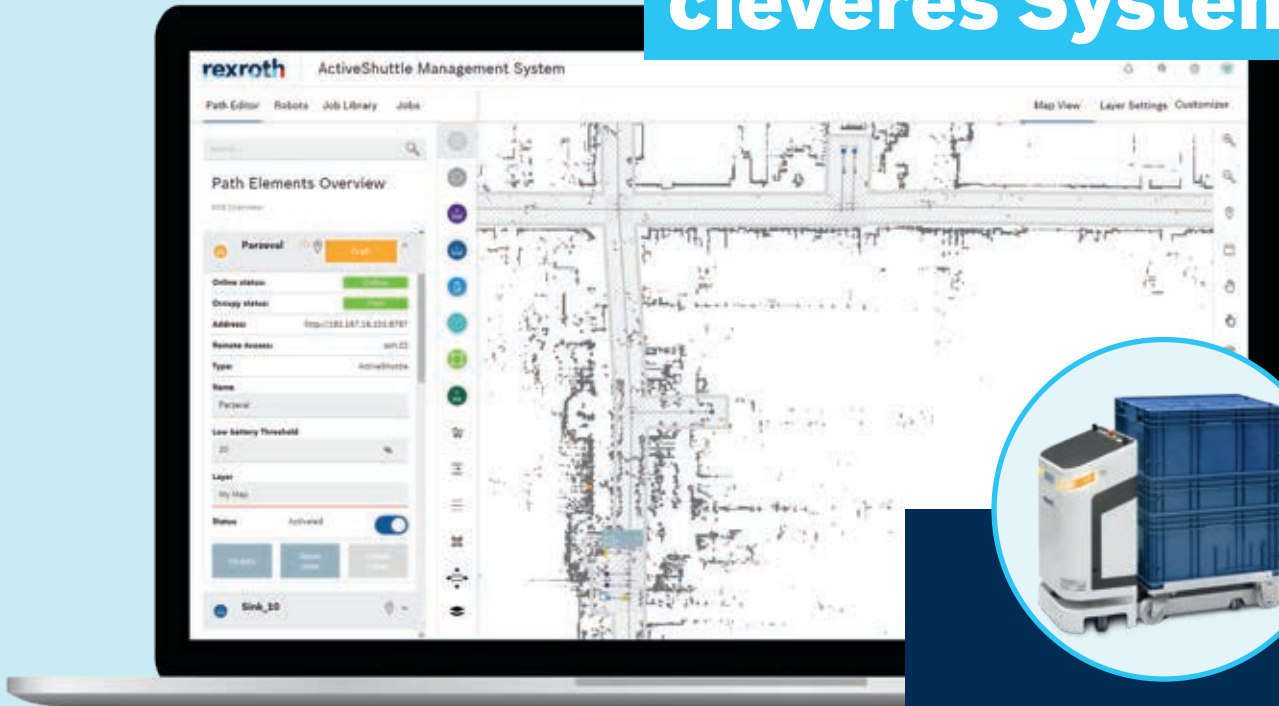 cleveres System
rexroth ActiveShuttle Management System
Path Editor Robots Job Library Jobs
Map View Layer Settings Customizer
Search...
Path Elements Overview
Parzeval Draft
Online status:
Occupy status:
Address:
Remote Access:
Type: ActiveShuttle
Name
Parzeval
Low battery Threshold
20 %
Layer
My Map
Status Activated
Sink_10